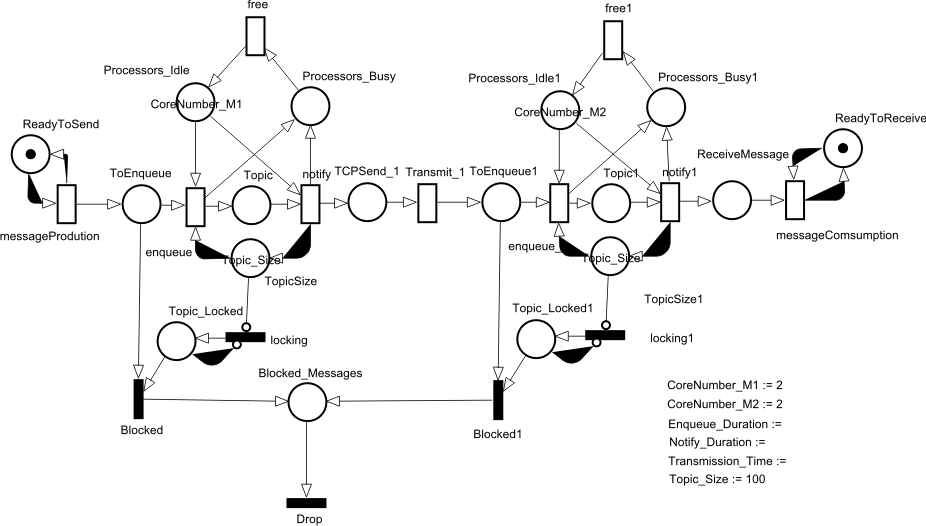 free
free1
Processors_Idle
Processors_Busy
Processors_Idle1
Processors_Busy1
CoreNumber_M1
CoreNumber_M2
ReadyToSend
ReadyToReceive
ToEnqueue
Topic
notify
TCPSend_1
Transmit_1
ToEnqueue1
Topic1
notify1
ReceiveMessage
messageProdution
messageComsumption
enqueue
Topic_Size
TopicSize
enqueue_
Topic_Size
TopicSize1
Topic_Locked
locking
Topic_Locked1
locking1
Blocked_Messages
Blocked
Blocked1
Drop
CoreNumber_M1 := 2
CoreNumber_M2 := 2
Enqueue_Duration :=
Notify_Duration :=
Transmission_Time :=
Topic_Size := 100